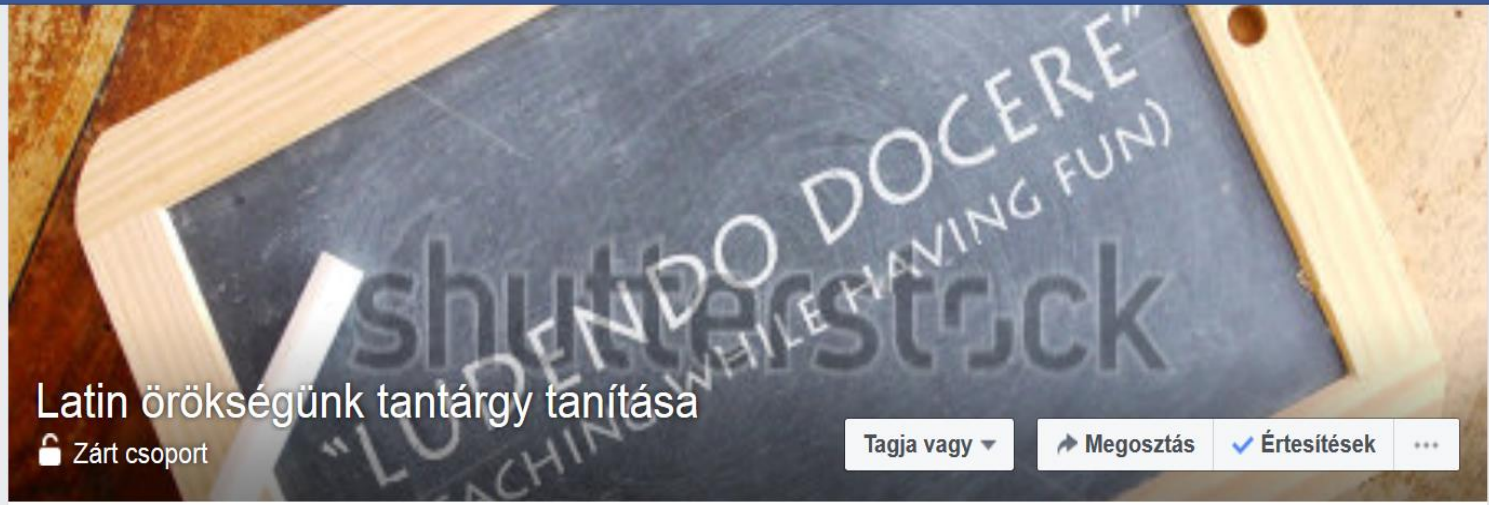 "LUDENDO DOCERE"
(TEACHING WHILE HAVING FUN)
shutterstock
Latin örökségünk tantárgy tanítása
Zárt csoport
Tagja vagy
Megosztás
Értesítések